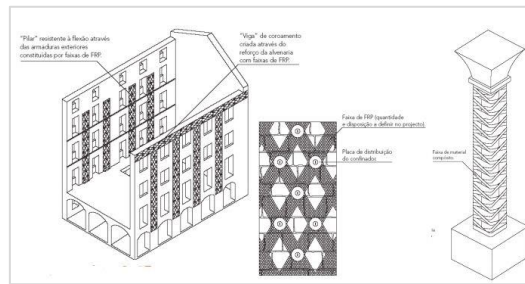 "Pilar" resistente à flexão através
das armaduras exteriores
constituídas por faixas de FRP.
"Viga" de coroamento
criada através do
reforço da alvenaria
com faixas de FRP.
Faixa de FRP (quantidade
e disposição a definir no projecto).
Placa de distribuição
do confinador.
Faixa de material
compósito.